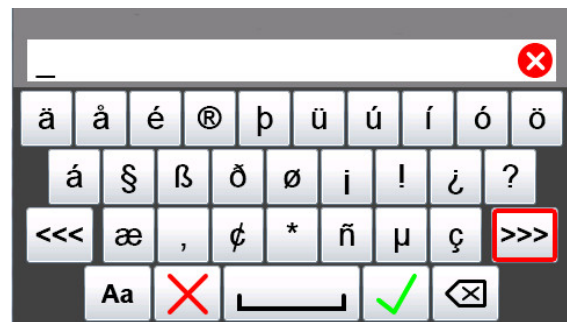 _
ä å é ® þ ü ú í ó ö
á § ß ð ø ¡ ! ¿ ?
<<< æ , ¢ * ñ µ ç >>>
Aa